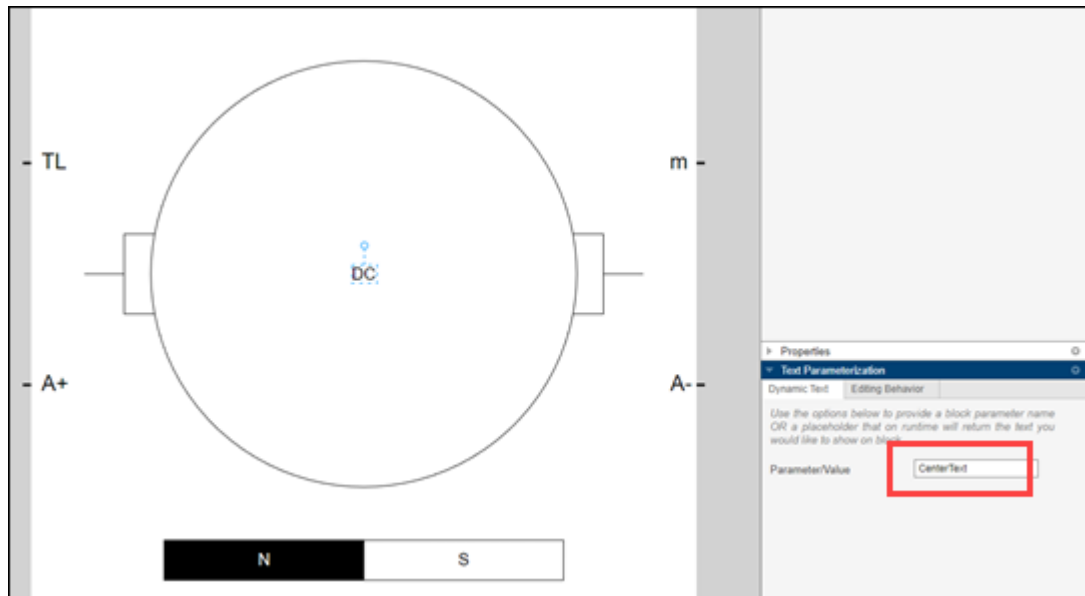 TL
m
DC
A+
A-
N
S
Properties
Text Parameterization
Dynamic Text
Editing Behavior
Use the options below to provide a block parameter name
OR a placeholder that on runtime will return the text you
would like to show on block
Parameter/Value
CenterText